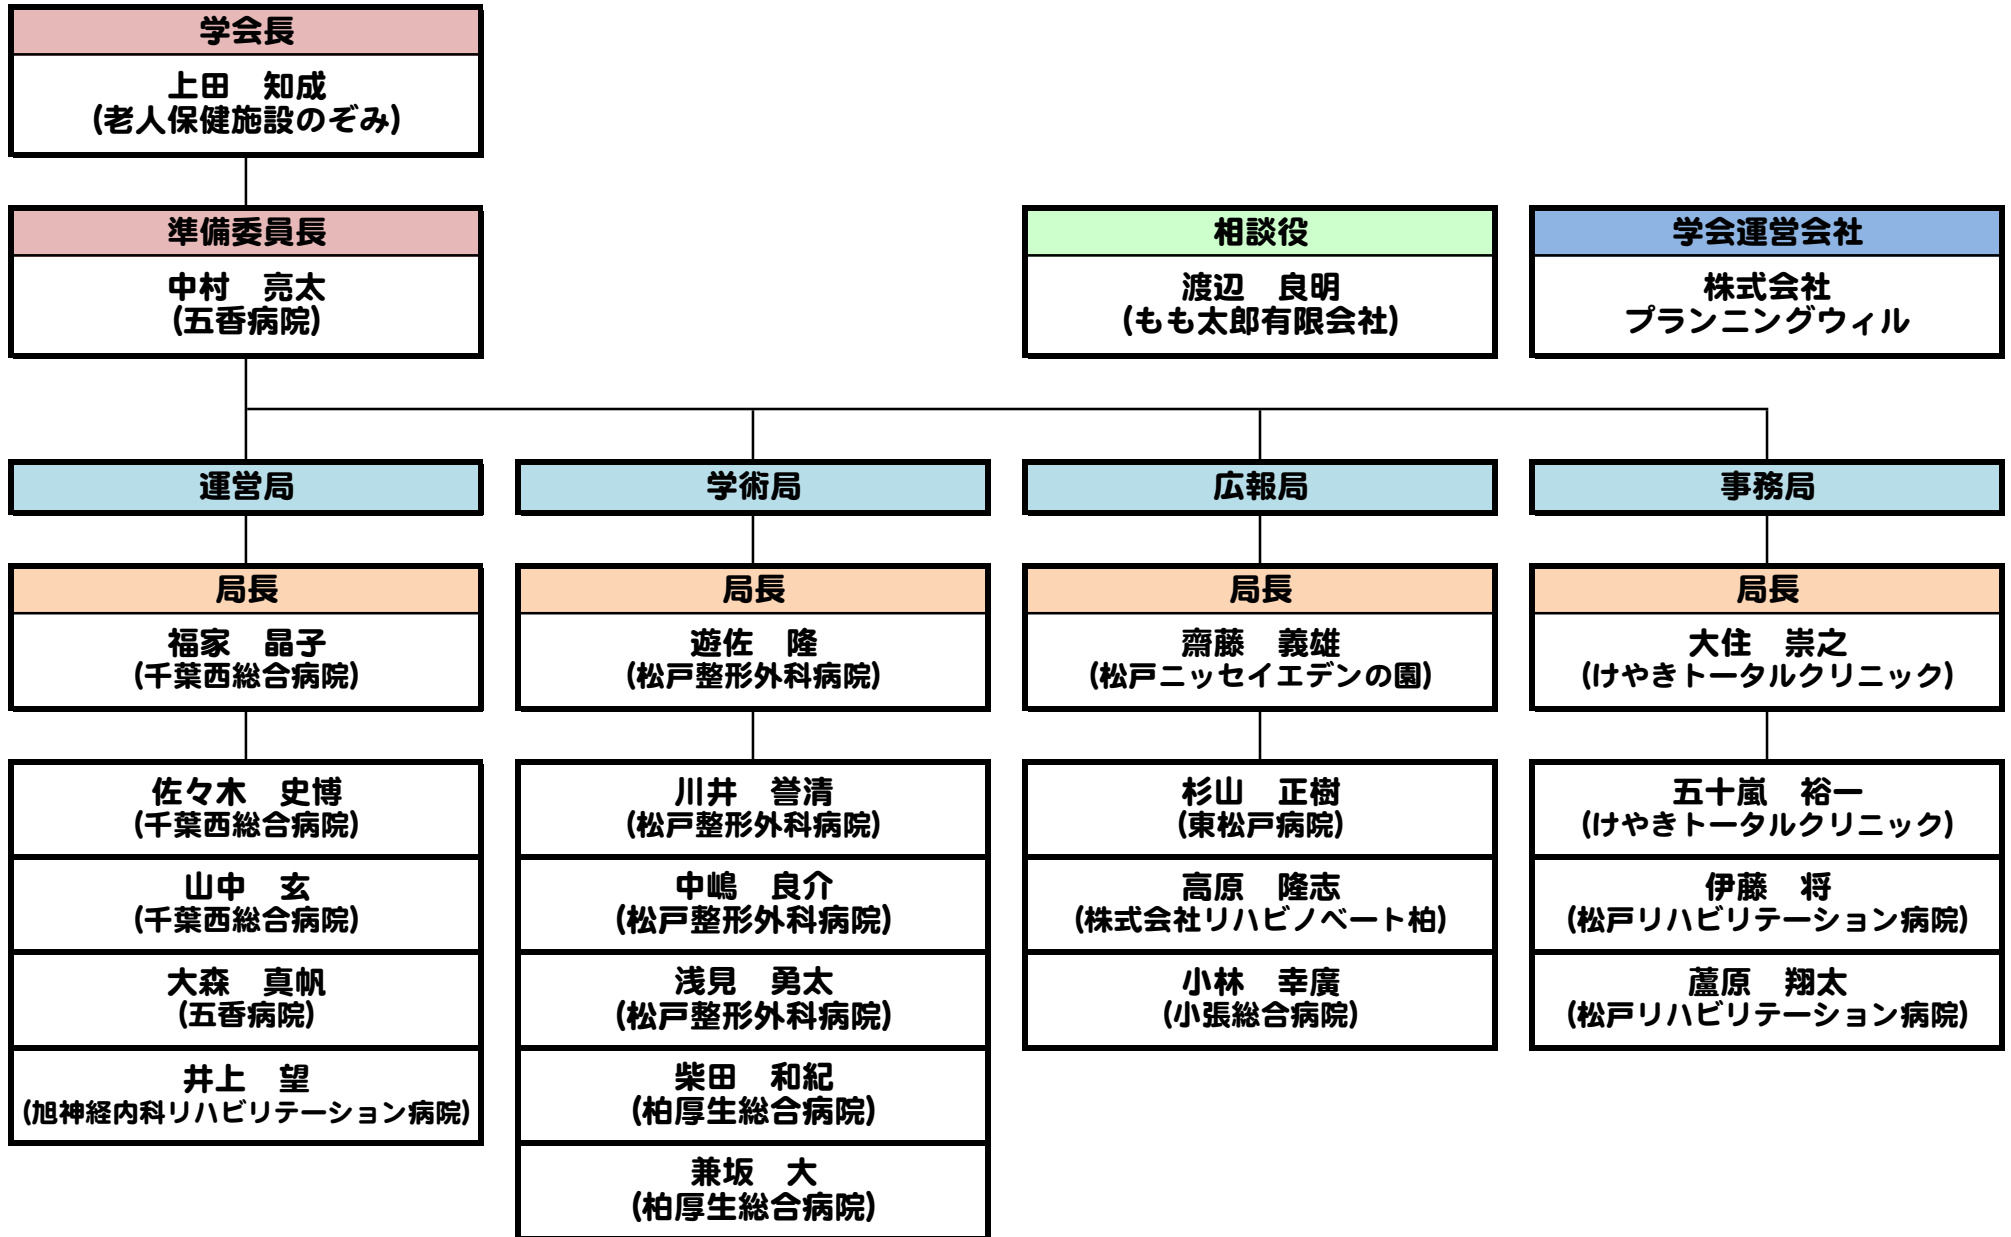 学会長
上田　知成
(老人保健施設のぞみ)
準備委員長
中村　亮太
(五香病院)
相談役
渡辺　良明
(もも太郎有限会社)
学会運営会社
株式会社
プランニングウィル
運営局
局長
福家　晶子
(千葉西総合病院)
佐々木　史博
(千葉西総合病院)
山中　玄
(千葉西総合病院)
大森　真帆
(五香病院)
井上　望
(旭神経内科リハビリテーション病院)
学術局
局長
遊佐　隆
(松戸整形外科病院)
川井　誉清
(松戸整形外科病院)
中嶋　良介
(松戸整形外科病院)
浅見　勇太
(松戸整形外科病院)
柴田　和紀
(柏厚生総合病院)
兼坂　大
(柏厚生総合病院)
広報局
局長
齋藤　義雄
(松戸ニッセイエデンの園)
杉山　正樹
(東松戸病院)
高原　隆志
(株式会社リハビノベート柏)
小林　幸廣
(小張総合病院)
事務局
局長
大住　崇之
(けやきトータルクリニック)
五十嵐　裕一
(けやきトータルクリニック)
伊藤　将
(松戸リハビリテーション病院)
蘆原　翔太
(松戸リハビリテーション病院)